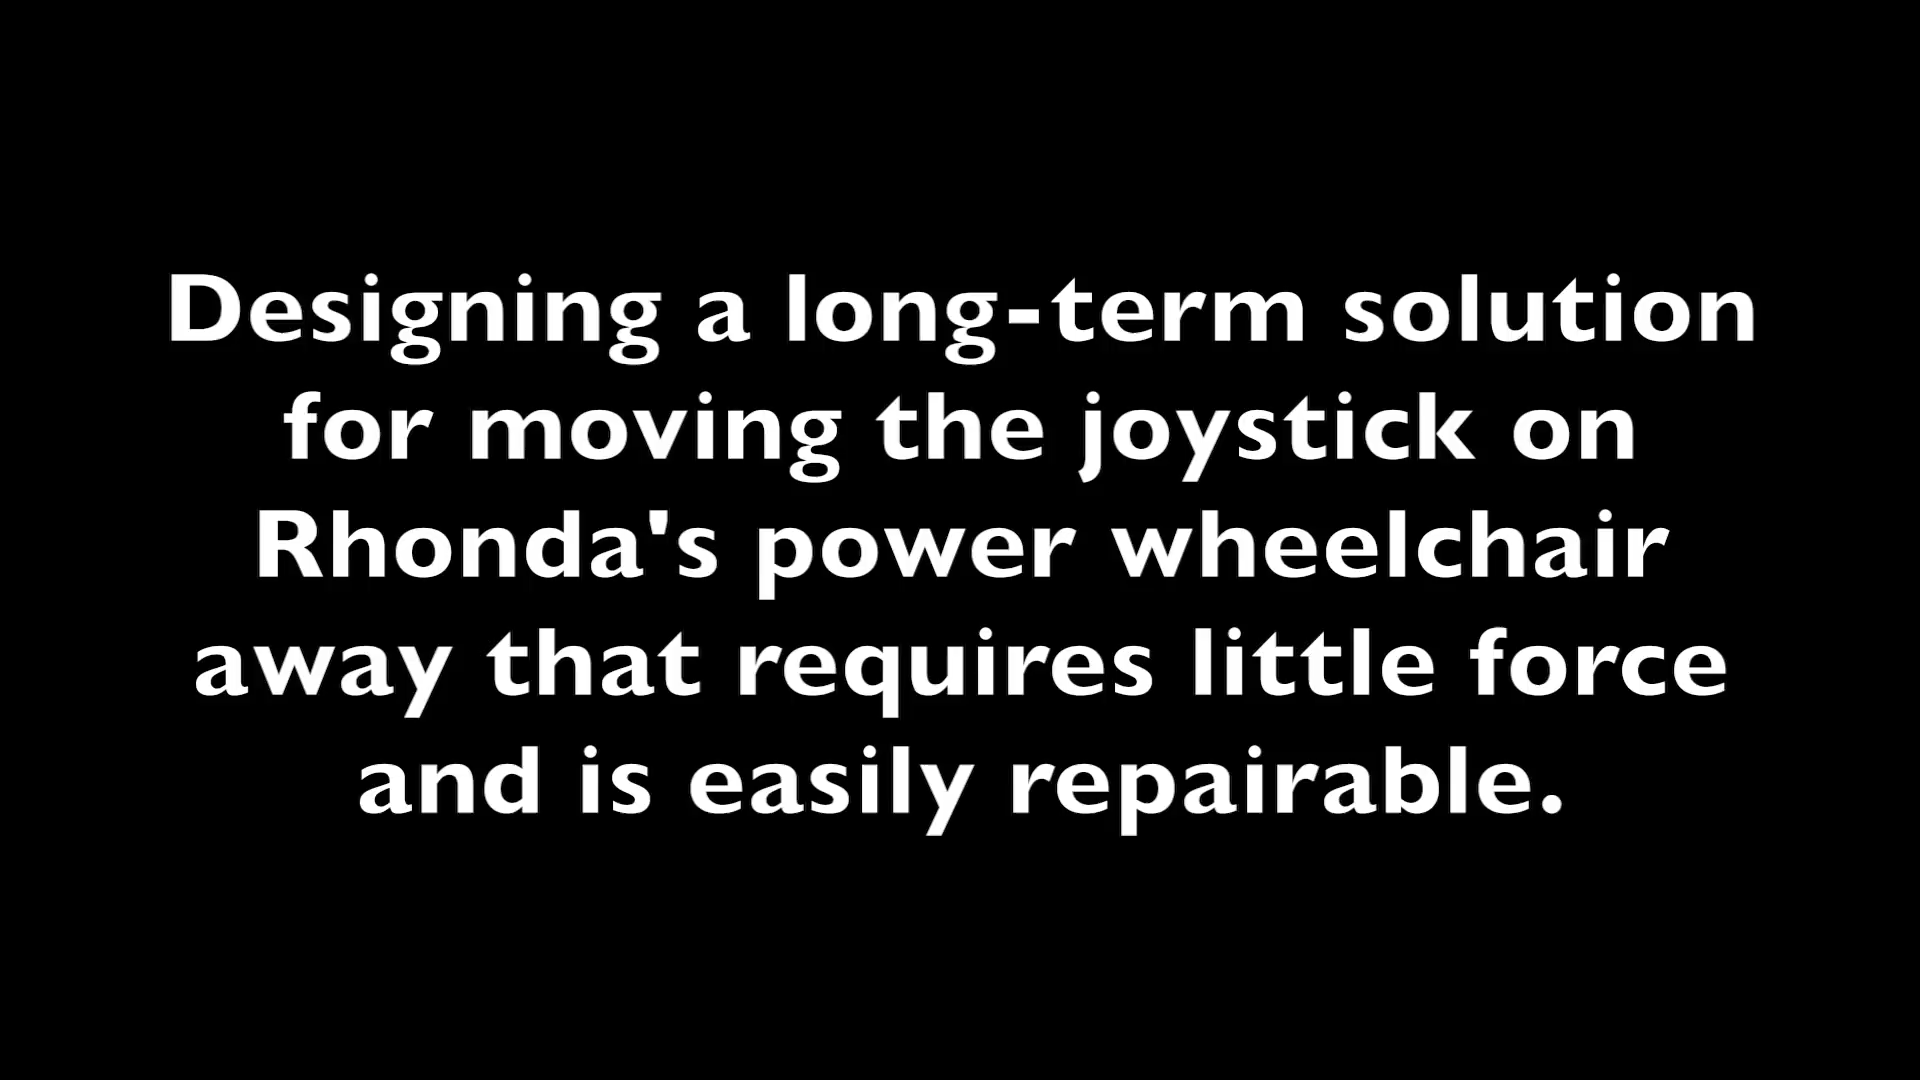 Designing a long-term solution
for moving the joystick on
Rhonda's power wheelchair
away that requires little force
and is easily repairable.